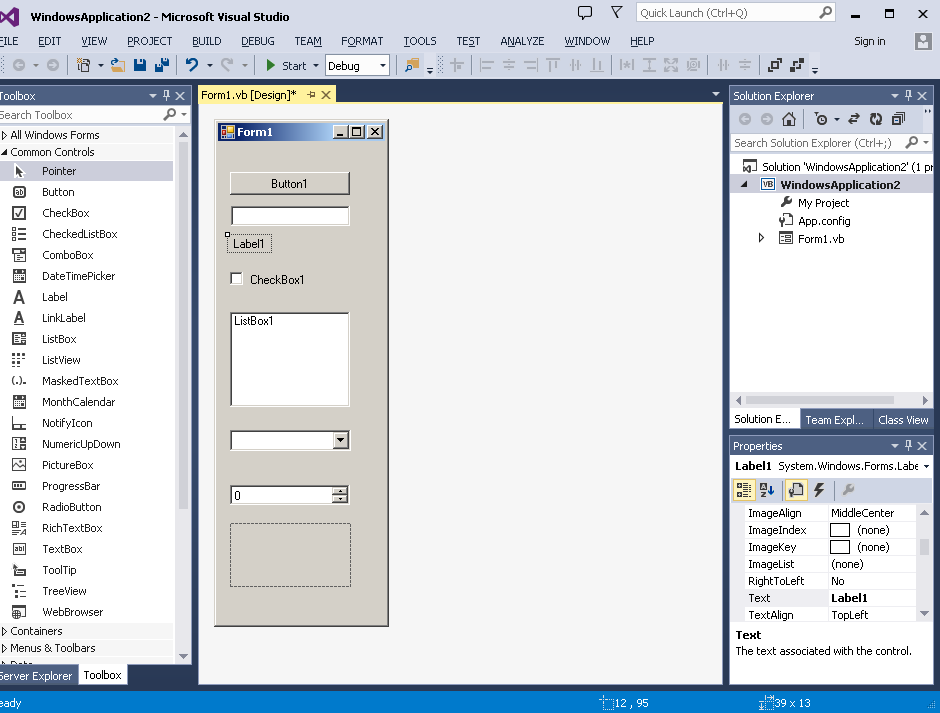 WindowsApplication2 - Microsoft Visual Studio
Quick Launch (Ctrl+Q)
FILE EDIT VIEW PROJECT BUILD DEBUG TEAM FORMAT TOOLS TEST ANALYZE WINDOW HELP Sign in
Start Debug
Toolbox
Search Toolbox
All Windows Forms
Common Controls
Pointer
Button
CheckBox
CheckedListBox
ComboBox
DateTimePicker
Label
LinkLabel
ListBox
ListView
MaskedTextBox
MonthCalendar
NotifyIcon
NumericUpDown
PictureBox
ProgressBar
RadioButton
RichTextBox
TextBox
ToolTip
TreeView
WebBrowser
Containers
Menus & Toolbars
Data
Server Explorer Toolbox
Form1.vb [Design]*
Form1
Button1
Label1
CheckBox1
ListBox1
0
Solution Explorer
Search Solution Explorer (Ctrl+;)
Solution 'WindowsApplication2' (1 pr
VB WindowsApplication2
My Project
App.config
Form1.vb
Solution E... Team Expl... Class View
Properties
Label1 System.Windows.Forms.Labe
ImageAlign MiddleCenter
ImageIndex (none)
ImageKey (none)
ImageList (none)
RightToLeft No
Text Label1
TextAlign TopLeft
Text
The text associated with the control.
eady 12 , 95 39 x 13